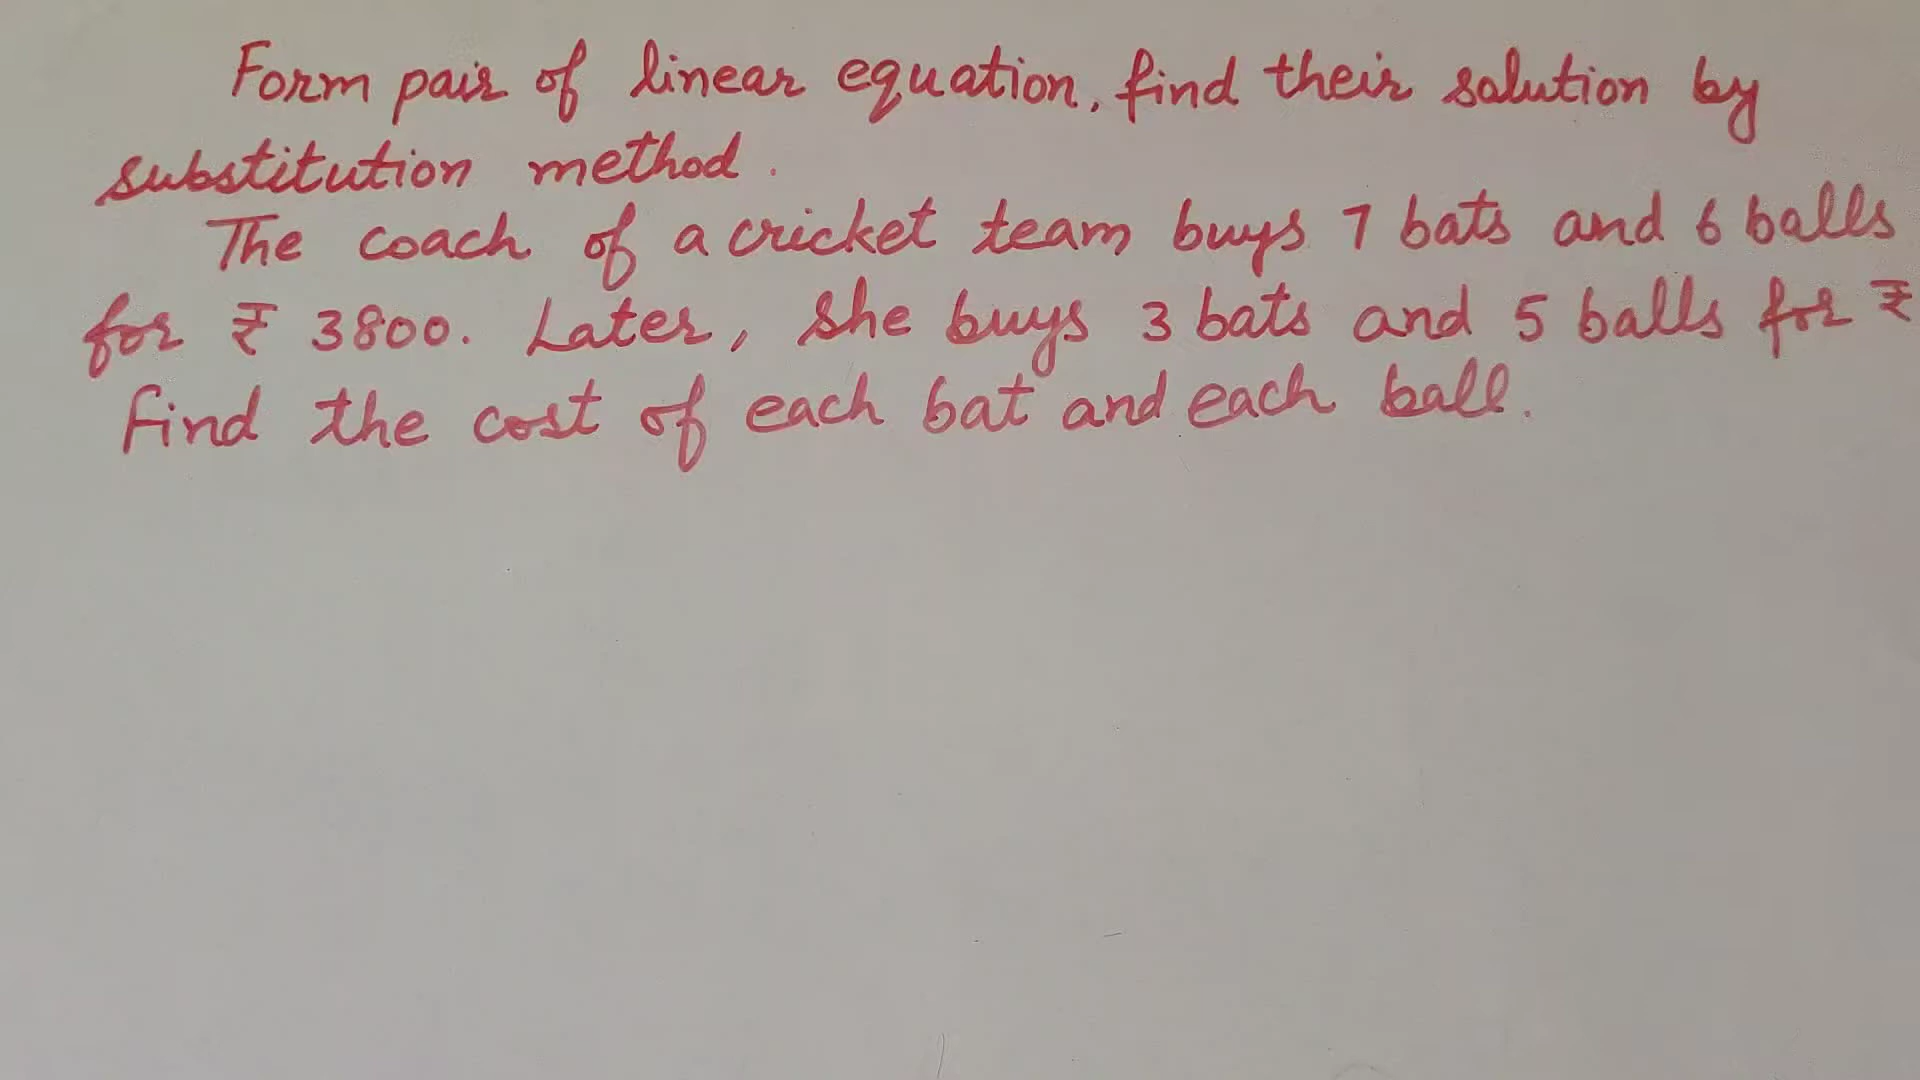 Form pair of linear equation, find their solution by
substitution method.
The coach of a cricket team buys 7 bats and 6 balls
for ₹ 3800. Later, she buys 3 bats and 5 balls for ₹
Find the cost of each bat and each ball.